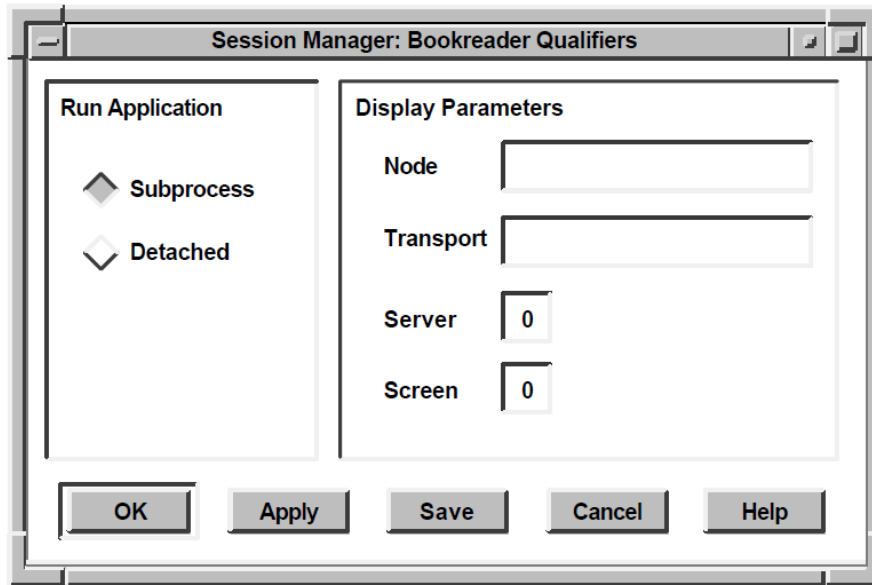 Session Manager: Bookreader Qualifiers
Run Application
Subprocess
Detached
Display Parameters
Node
Transport
Server 0
Screen 0
OK Apply Save Cancel Help